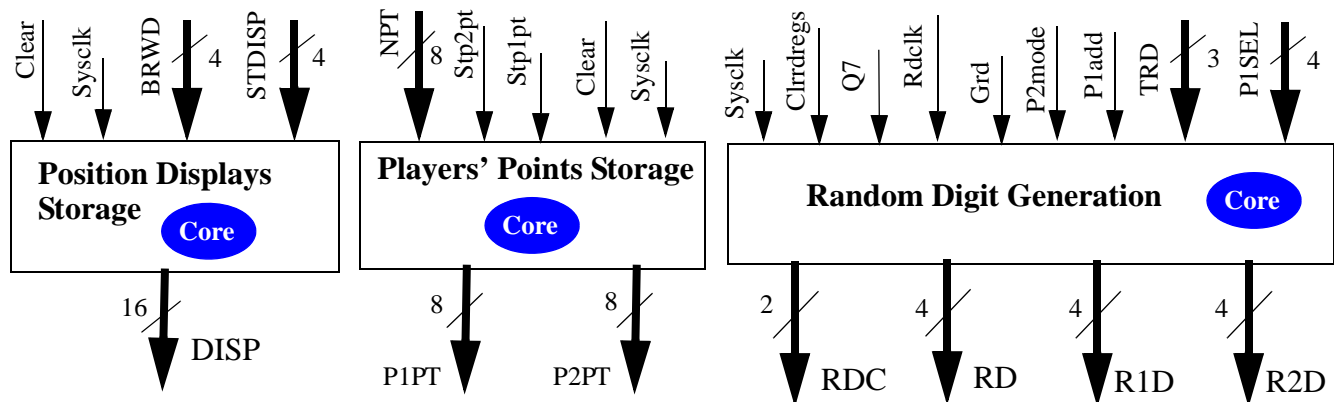 Clear
Sysclk
BRWD
4
STDISP
4
Position Displays
Storage
Core
16
DISP
NPT
8
Stp2pt
Stp1pt
Clear
Sysclk
Players’ Points Storage
Core
8
P1PT
8
P2PT
Sysclk
Clrrdregs
Q7
Rdclk
Grd
P2mode
P1add
TRD
3
P1SEL
4
Random Digit Generation
Core
2
RDC
4
RD
4
R1D
4
R2D